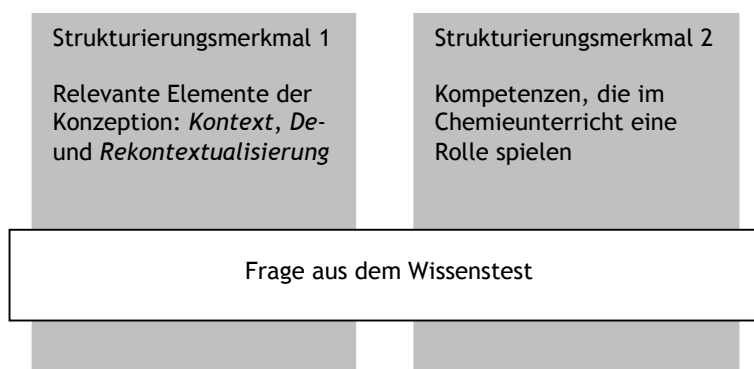 Strukturierungsmerkmal 1
Relevante Elemente der
Konzeption: Kontext, De-
und Rekontextualisierung
Strukturierungsmerkmal 2
Kompetenzen, die im
Chemieunterricht eine
Rolle spielen
Frage aus dem Wissenstest